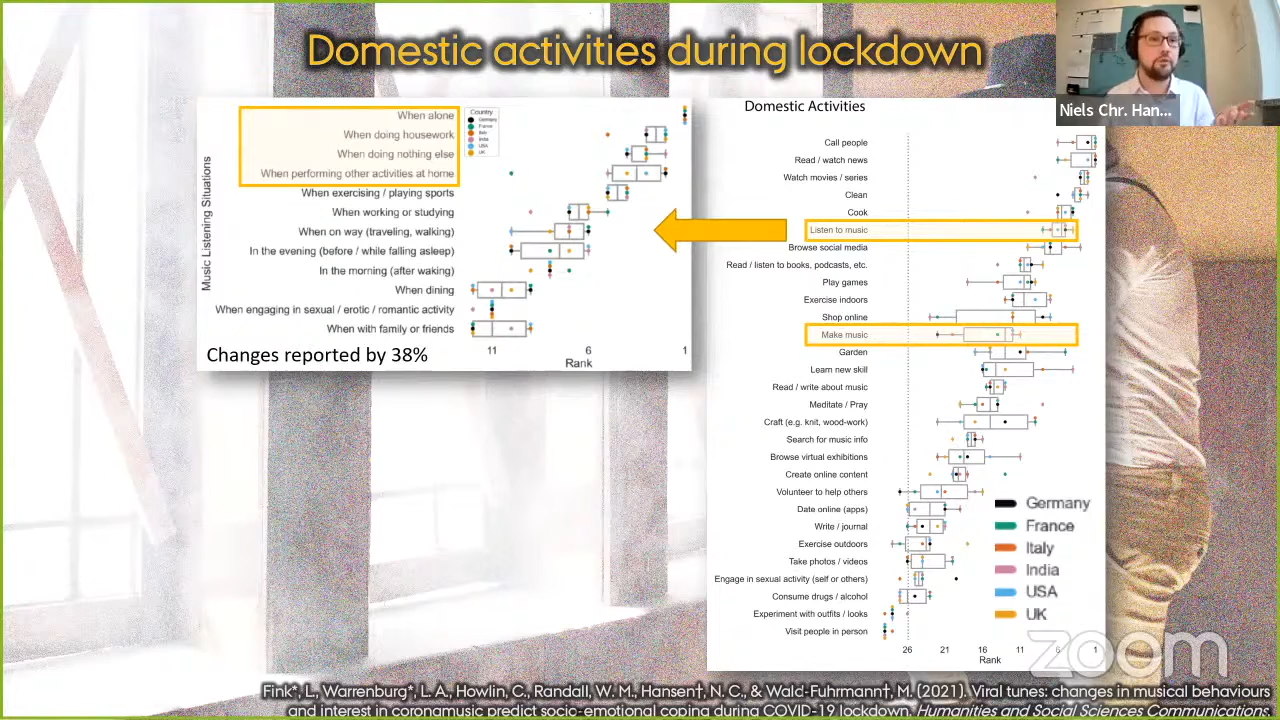 Domestic activities during lockdown
Niels Chr. Han...
Music Listening Situations
When alone
When doing housework
When doing nothing else
When performing other activities at home
When exercising / playing sports
When working or studying
When on way (traveling, walking)
In the evening (before / while falling asleep)
In the morning (after waking)
When dining
When engaging in sexual / erotic / romantic activity
When with family or friends
Country
Germany
France
Italy
India
USA
UK
11 6 1
Rank
Changes reported by 38%
Domestic Activities
Call people
Read / watch news
Watch movies / series
Clean
Cook
Listen to music
Browse social media
Read / listen to books, podcasts, etc.
Play games
Exercise indoors
Shop online
Make music
Garden
Learn new skill
Read / write about music
Meditate / Pray
Craft (e.g. knit, wood-work)
Search for music info
Browse virtual exhibitions
Create online content
Volunteer to help others
Date online (apps)
Write / journal
Exercise outdoors
Take photos / videos
Engage in sexual activity (self or others)
Consume drugs / alcohol
Experiment with outfits / looks
Visit people in person
26 21 16 11 6 1
Rank
Germany
France
Italy
India
USA
UK
zoom
Fink*, L., Warrenburg*, L. A., Howlin, C., Randall, W. M., Hansen†, N. C., & Wald-Fuhrmann†, M. (2021). Viral tunes: changes in musical behaviours
and interest in coronamusic predict socio-emotional coping during COVID-19 lockdown. Humanities and Social Sciences Communications.